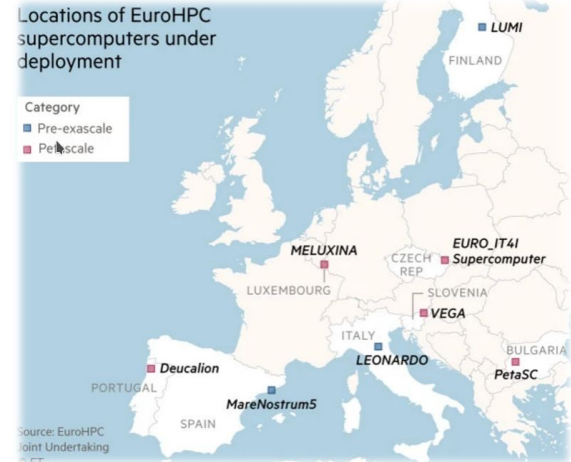 Locations of EuroHPC
supercomputers under
deployment
Category
Pre-exascale
Petascale
LUMI
FINLAND
MELUXINA
LUXEMBOURG
CZECH
REP
EURO_IT4I
Supercomputer
SLOVENIA
VEGA
ITALY
LEONARDO
BULGARIA
PetaSC
Deucalion
PORTUGAL
MareNostrum5
SPAIN
Source: EuroHPC
Joint Undertaking
© FT